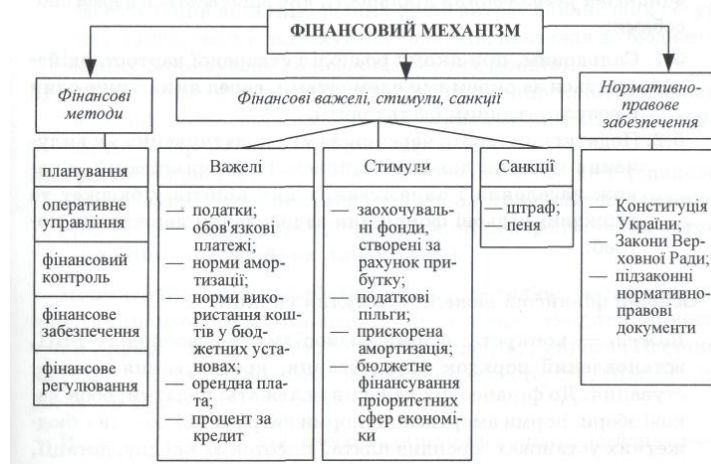 ФІНАНСОВИЙ МЕХАНІЗМ
Фінансові
методи
Фінансові важелі, стимули, санкції
Нормативно-
правове
забезпечення
планування
оперативне
управління
фінансовий
контроль
фінансове
забезпечення
фінансове
регулювання
Важелі
— податки;
— обов'язкові
платежі;
— норми амор-
тизації;
— норми вико-
ристання кош-
тів у бюд-
жетних уста-
новах;
— орендна пла-
та;
— процент за
кредит
Стимули
— заохочуваль-
ні фонди,
створені за
рахунок при-
бутку;
— податкові
пільги;
— прискорена
амортизація;
— бюджетне
фінансування
пріоритетних
сфер економі-
ки
Санкції
— штраф;
— пеня
— Конституція
України;
— Закони Вер-
ховної Ради;
— підзаконні
нормативно-
правові
документи